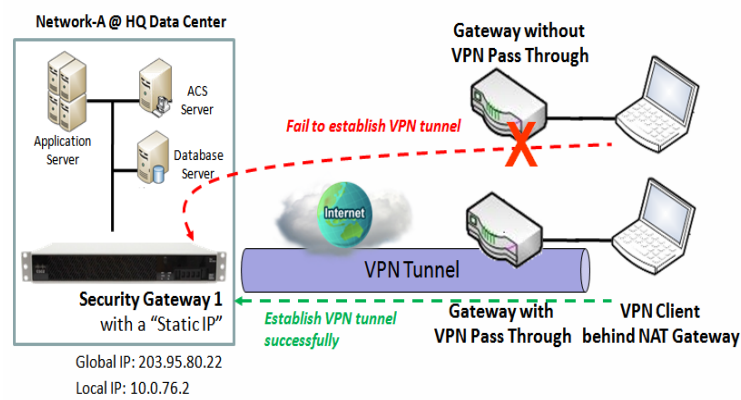 Network-A @ HQ Data Center
ACS
Server
Application
Server
Database
Server
Security Gateway 1
with a “Static IP”
Global IP: 203.95.80.22
Local IP: 10.0.76.2
Gateway without
VPN Pass Through
Fail to establish VPN tunnel
X
Internet
VPN Tunnel
Establish VPN tunnel
successfully
Gateway with
VPN Pass Through
VPN Client
behind NAT Gateway